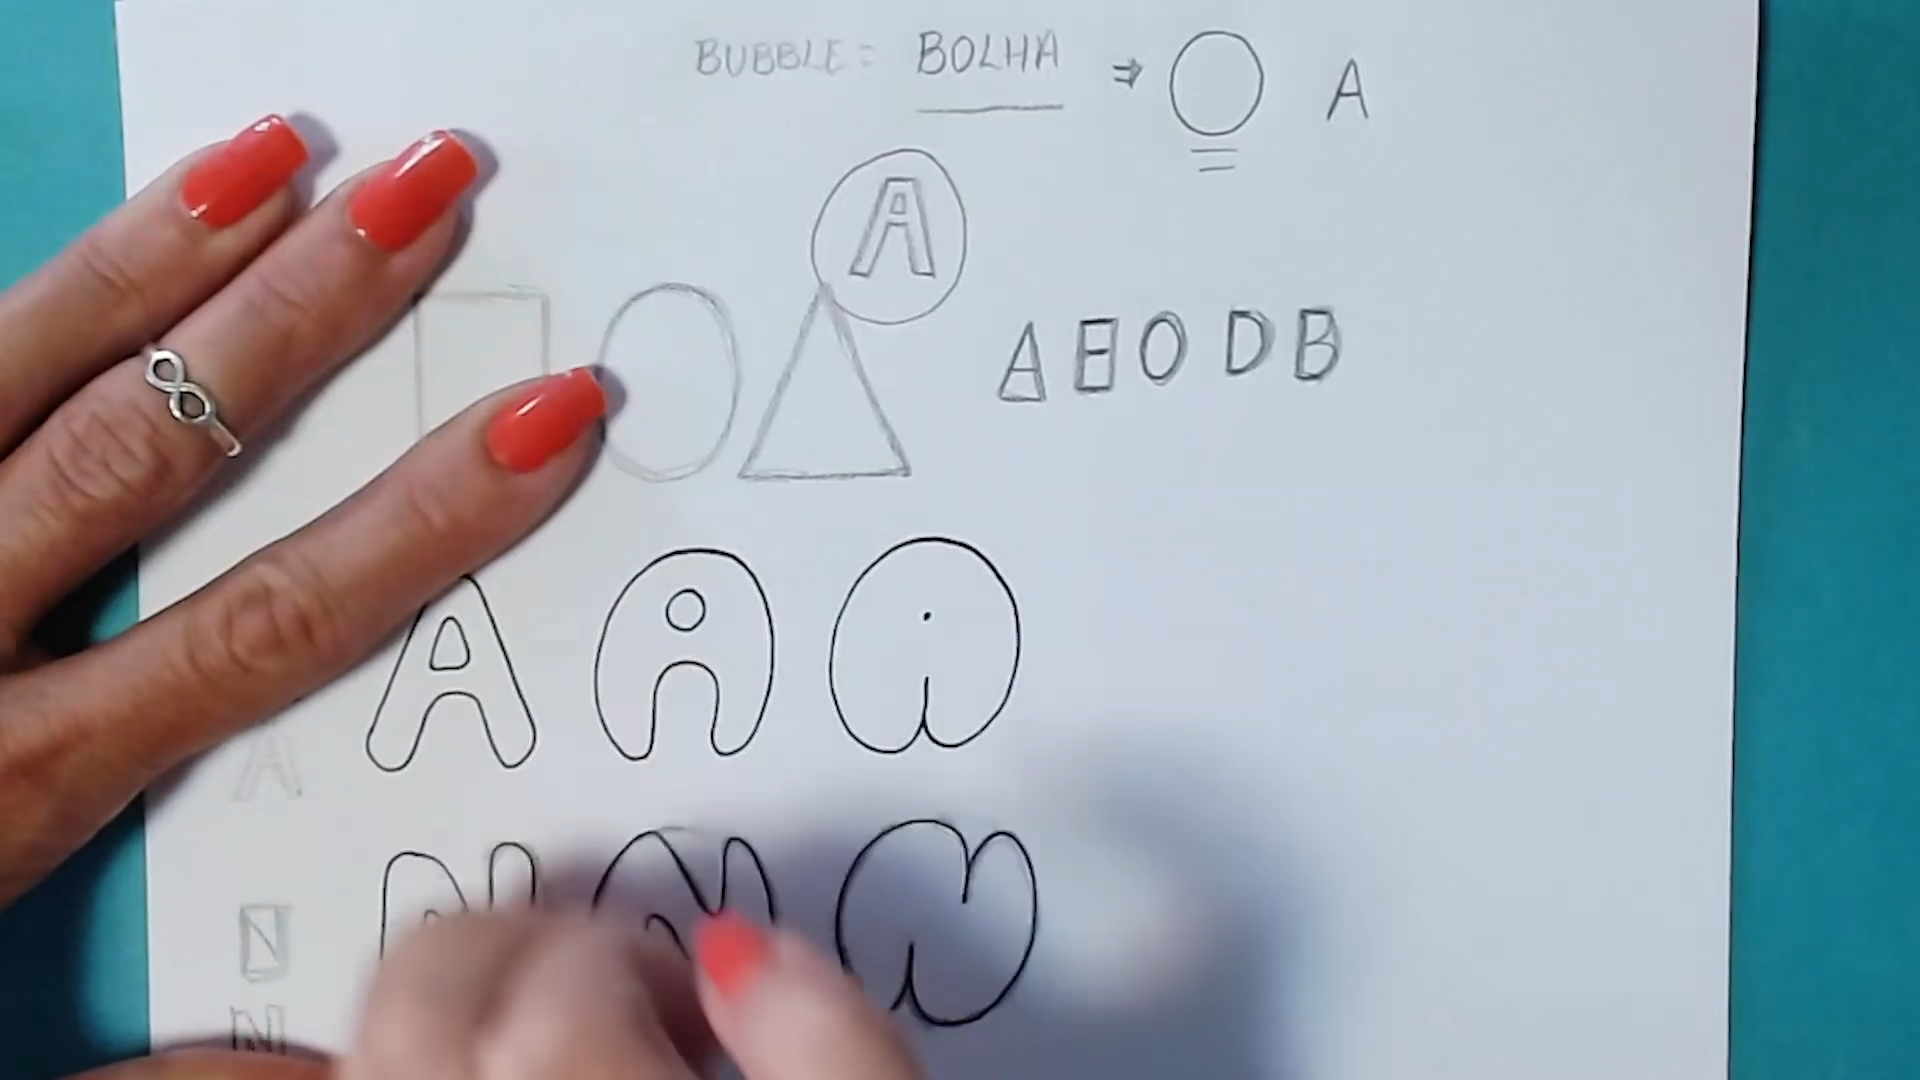 BUBBLE = BOLHA ⇒ O A
A
A E O D B
A A A
A
N N N
N
N